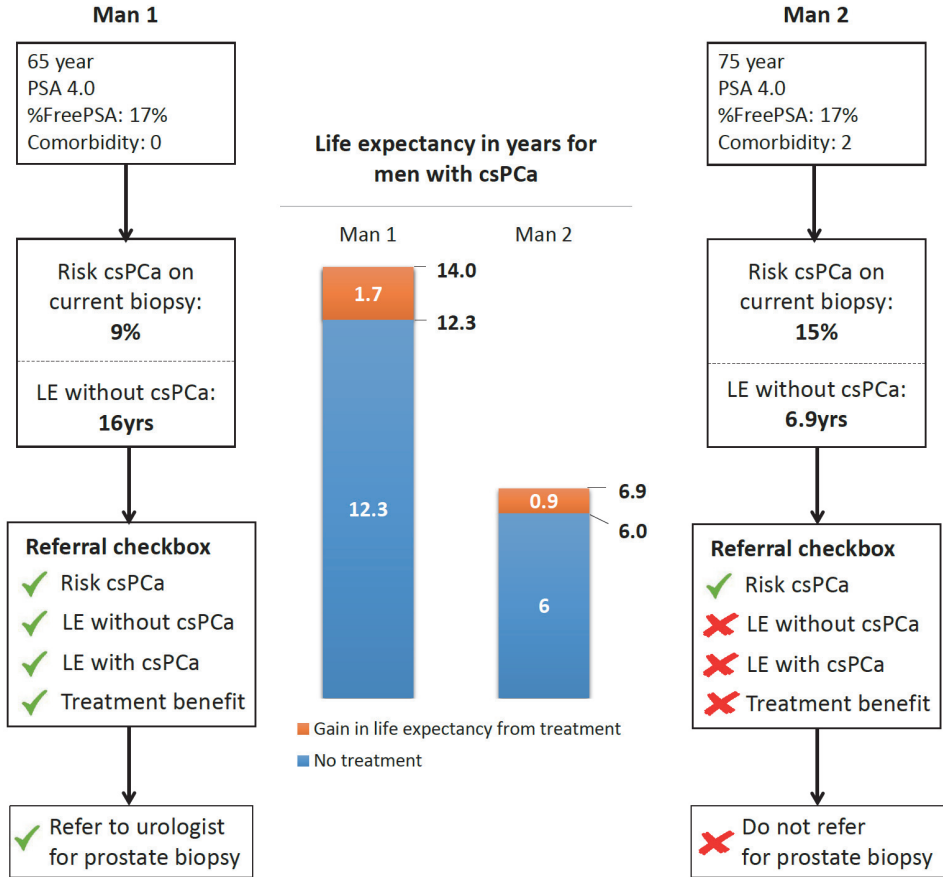 Man 1
65 year
PSA 4.0
%FreePSA: 17%
Comorbidity: 0
Risk csPCa on
current biopsy:
9%
LE without csPCa:
16yrs
Referral checkbox
Risk csPCa
LE without csPCa
LE with csPCa
Treatment benefit
Refer to urologist
for prostate biopsy
Life expectancy in years for
men with csPCa
Man 1
Man 2
14.0
1.7
12.3
12.3
6.9
0.9
6.0
6
Gain in life expectancy from treatment
No treatment
Man 2
75 year
PSA 4.0
%FreePSA: 17%
Comorbidity: 2
Risk csPCa on
current biopsy:
15%
LE without csPCa:
6.9yrs
Referral checkbox
Risk csPCa
LE without csPCa
LE with csPCa
Treatment benefit
Do not refer
for prostate biopsy